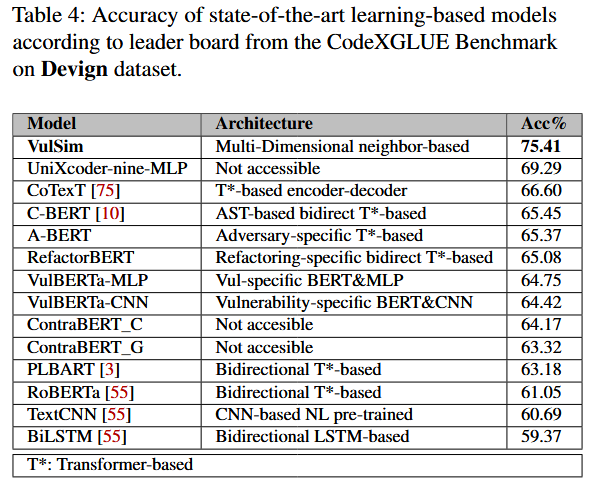 Table 4: Accuracy of state-of-the-art learning-based models
according to leader board from the CodeXGLUE Benchmark
on Devign dataset.
Model Architecture Acc%
VulSim Multi-Dimensional neighbor-based 75.41
UniXcoder-nine-MLP Not accessible 69.29
CoTexT [75] T*-based encoder-decoder 66.60
C-BERT [10] AST-based bidirect T*-based 65.45
A-BERT Adversary-specific T*-based 65.37
RefactorBERT Refactoring-specific bidirect T*-based 65.08
VulBERTa-MLP Vul-specific BERT&MLP 64.75
VulBERTa-CNN Vulnerability-specific BERT&CNN 64.42
ContraBERT_C Not accesible 64.17
ContraBERT_G Not accesible 63.32
PLBART [3] Bidirectional T*-based 63.18
RoBERTa [55] Bidirectional T*-based 61.05
TextCNN [55] CNN-based NL pre-trained 60.69
BiLSTM [55] Bidirectional LSTM-based 59.37
T*: Transformer-based